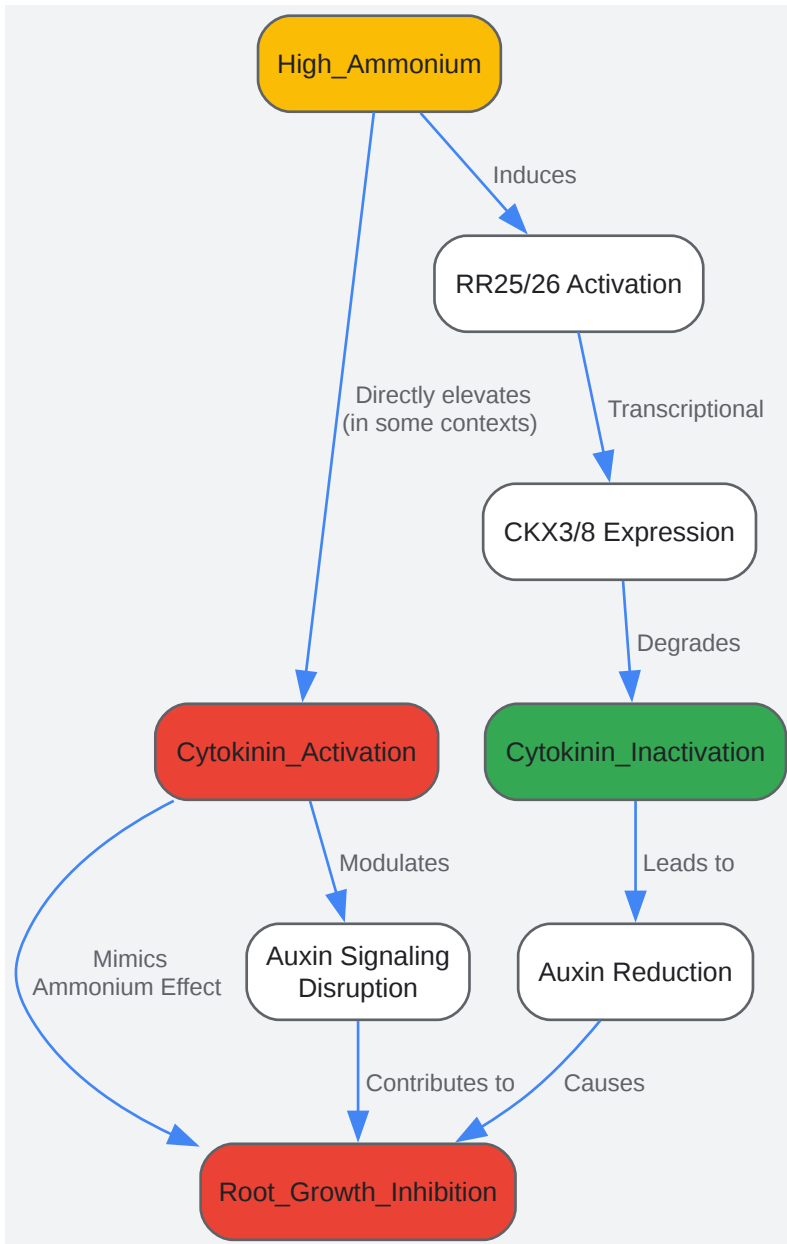 High_Ammonium
Induces
RR25/26 Activation
Directly elevates
(in some contexts)
Transcriptional
CKX3/8 Expression
Degrades
Cytokinin_Activation
Cytokinin_Inactivation
Modulates
Leads to
Mimics
Ammonium Effect
Auxin Signaling
Disruption
Auxin Reduction
Contributes to
Causes
Root_Growth_Inhibition